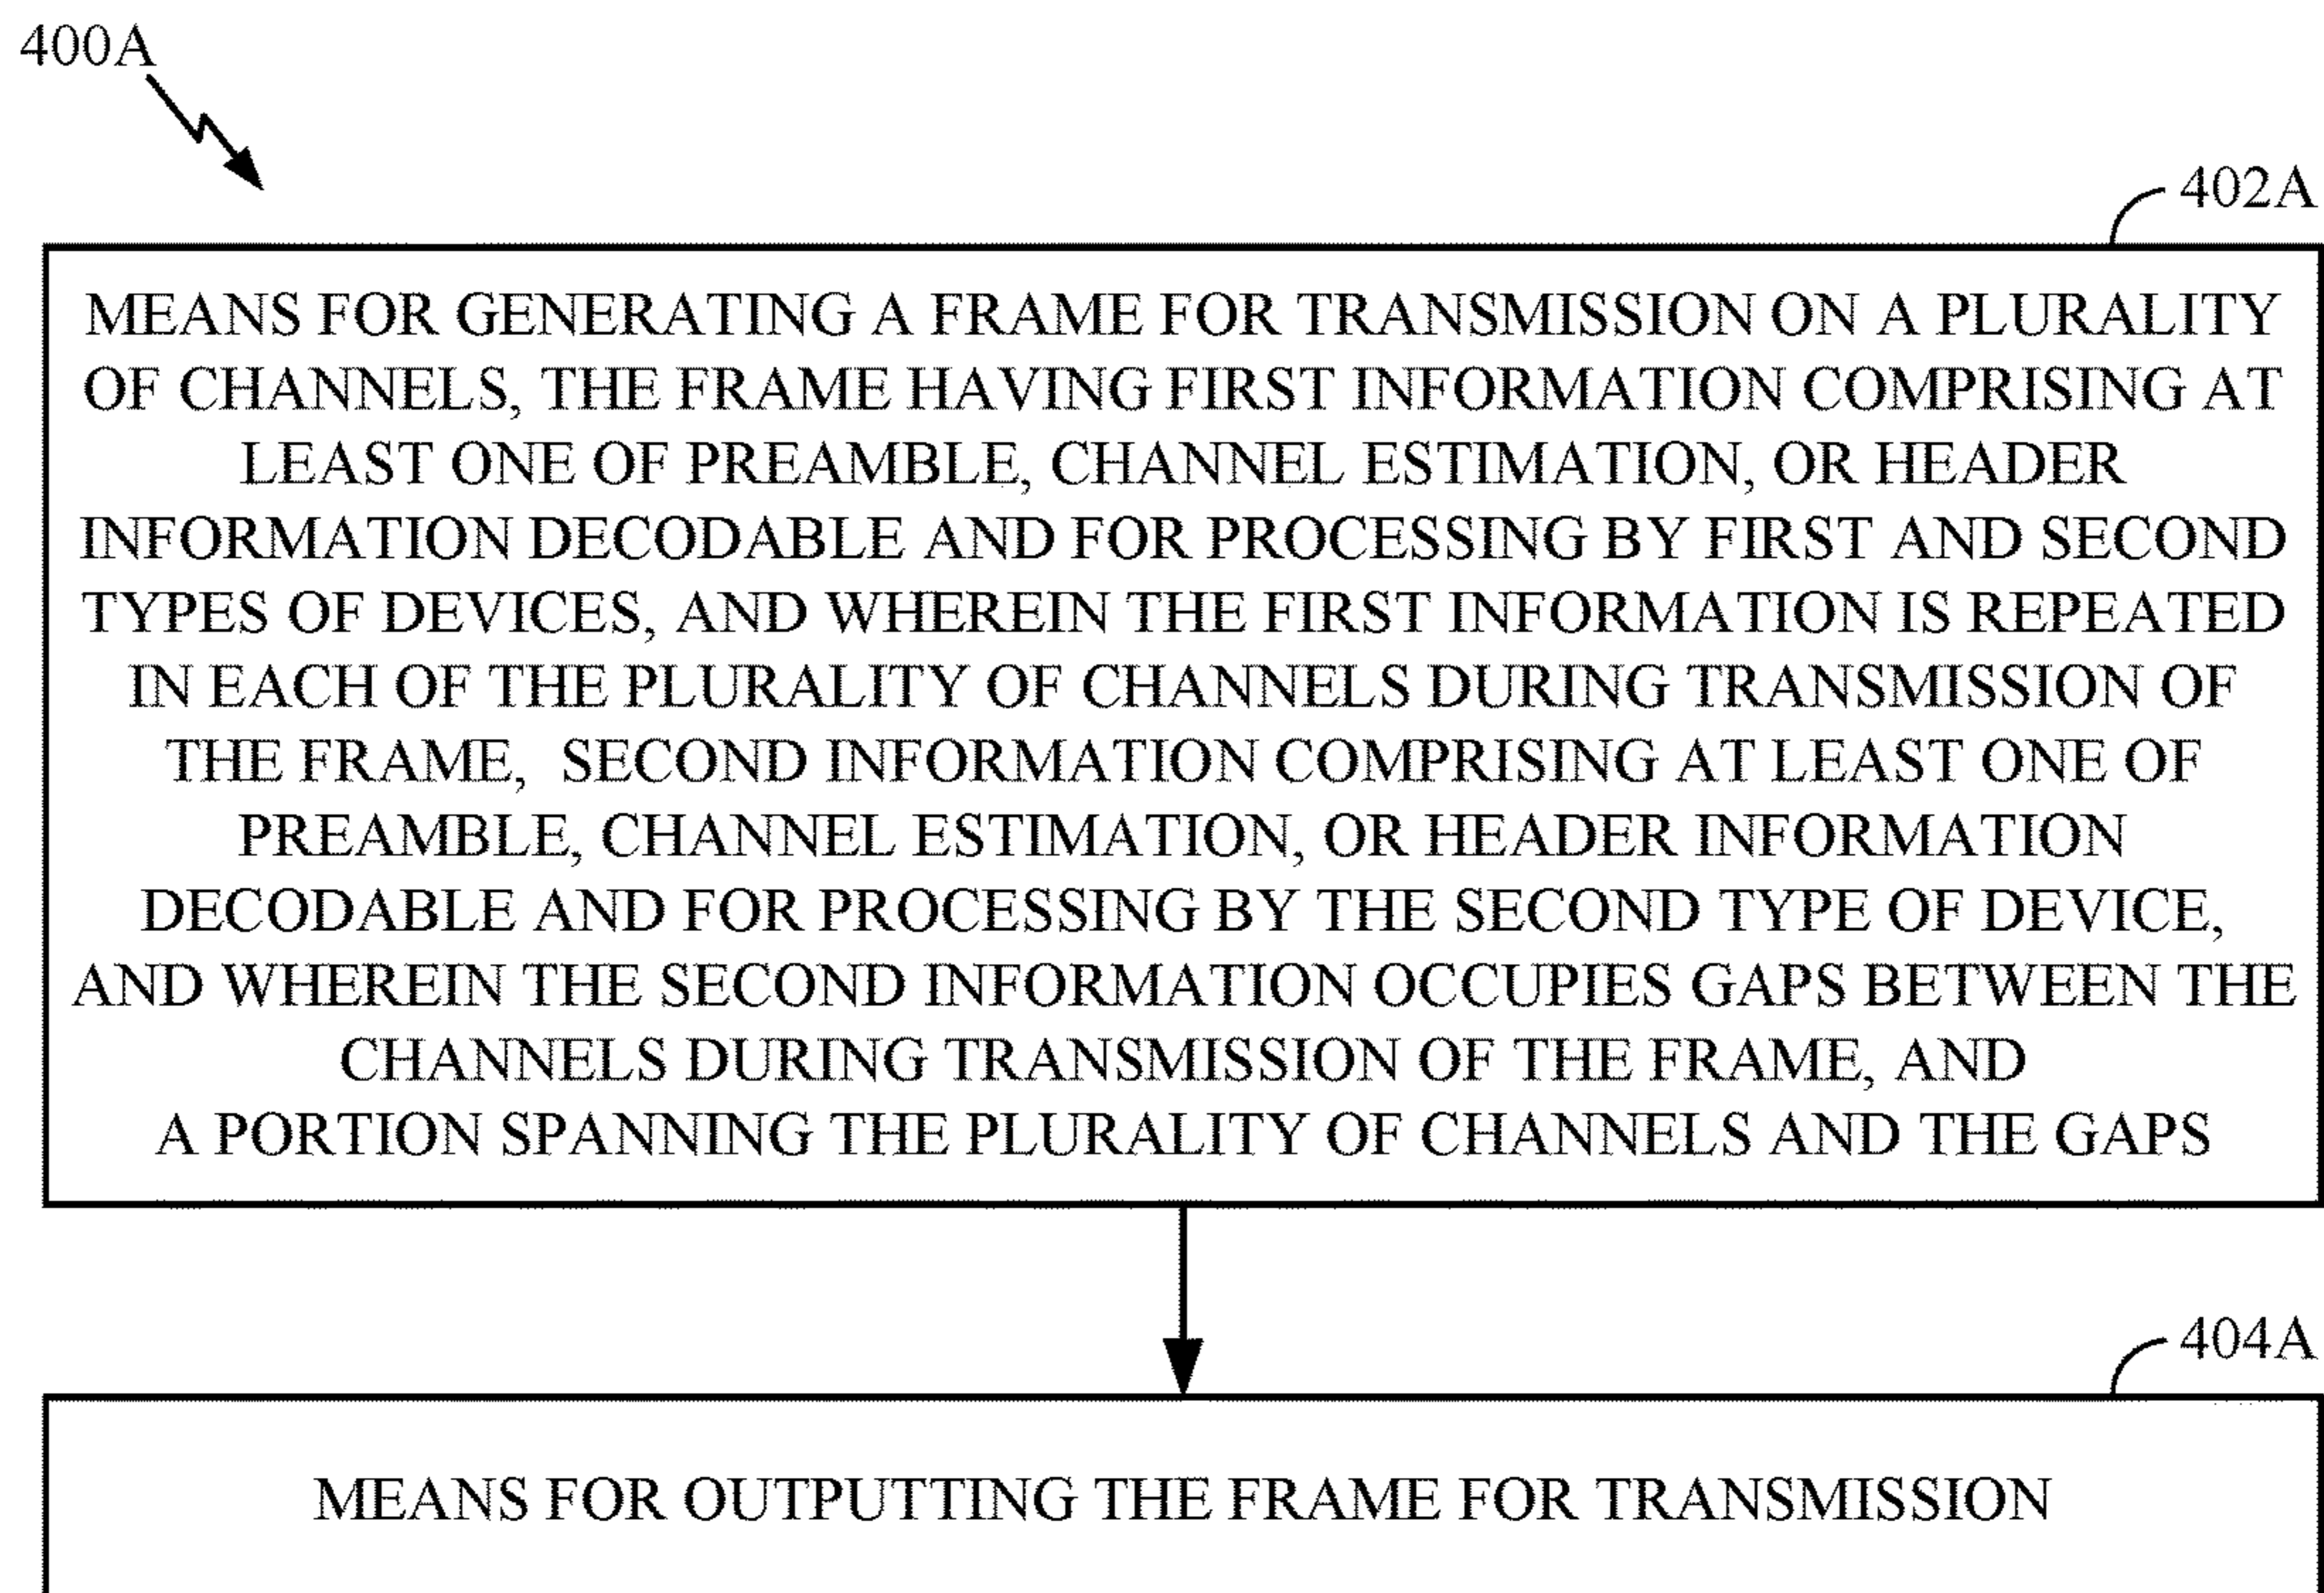 400A
402A
MEANS FOR GENERATING A FRAME FOR TRANSMISSION ON A PLURALITY
OF CHANNELS, THE FRAME HAVING FIRST INFORMATION COMPRISING AT
LEAST ONE OF PREAMBLE, CHANNEL ESTIMATION, OR HEADER
INFORMATION DECODABLE AND FOR PROCESSING BY FIRST AND SECOND
TYPES OF DEVICES, AND WHEREIN THE FIRST INFORMATION IS REPEATED
IN EACH OF THE PLURALITY OF CHANNELS DURING TRANSMISSION OF
THE FRAME, SECOND INFORMATION COMPRISING AT LEAST ONE OF
PREAMBLE, CHANNEL ESTIMATION, OR HEADER INFORMATION
DECODABLE AND FOR PROCESSING BY THE SECOND TYPE OF DEVICE,
AND WHEREIN THE SECOND INFORMATION OCCUPIES GAPS BETWEEN THE
CHANNELS DURING TRANSMISSION OF THE FRAME, AND
A PORTION SPANNING THE PLURALITY OF CHANNELS AND THE GAPS
404A
MEANS FOR OUTPUTTING THE FRAME FOR TRANSMISSION